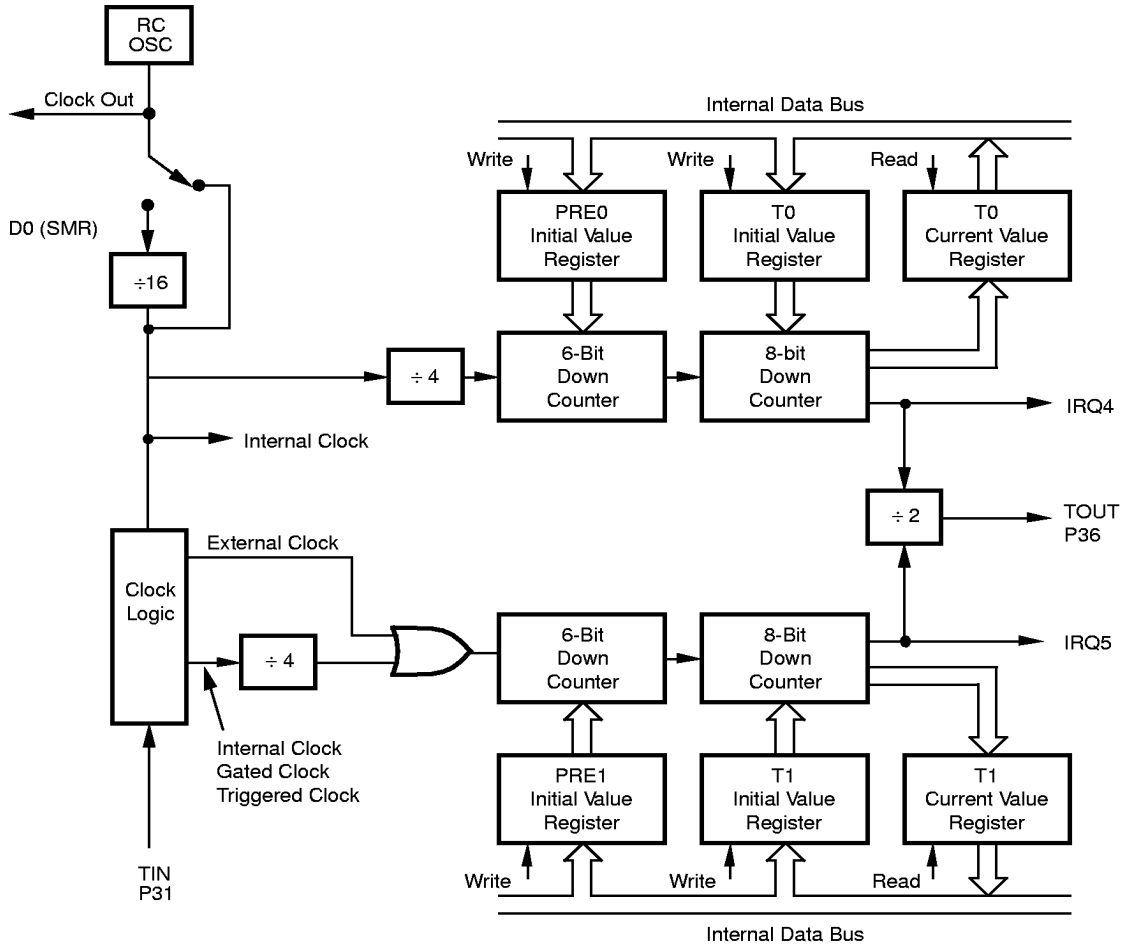 RC
OSC
Clock Out
D0 (SMR)
÷16
Internal Data Bus
Write
Write
Read
PRE0
Initial Value
Register
T0
Initial Value
Register
T0
Current Value
Register
÷ 4
6-Bit
Down
Counter
8-bit
Down
Counter
IRQ4
Internal Clock
÷ 2
TOUT
P36
External Clock
Clock
Logic
÷ 4
6-Bit
Down
Counter
8-Bit
Down
Counter
IRQ5
Internal Clock
Gated Clock
Triggered Clock
PRE1
Initial Value
Register
T1
Initial Value
Register
T1
Current Value
Register
TIN
P31
Write
Write
Read
Internal Data Bus